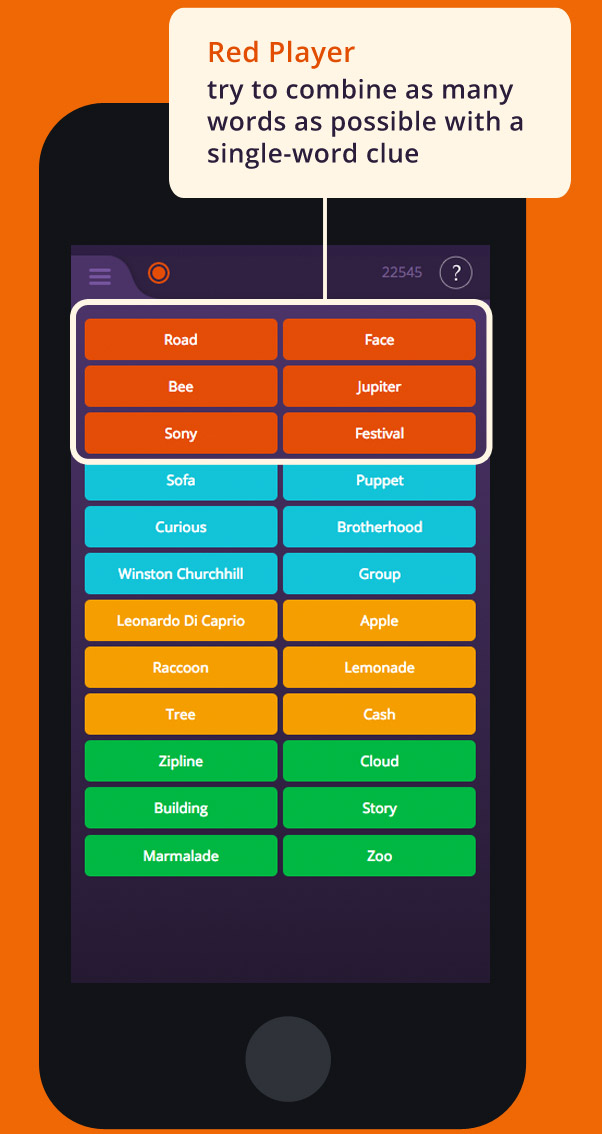 Red Player
try to combine as many
words as possible with a
single-word clue
22545 ?
Road Face
Bee Jupiter
Sony Festival
Sofa Puppet
Curious Brotherhood
Winston Churchhill Group
Leonardo Di Caprio Apple
Raccoon Lemonade
Tree Cash
Zipline Cloud
Building Story
Marmalade Zoo